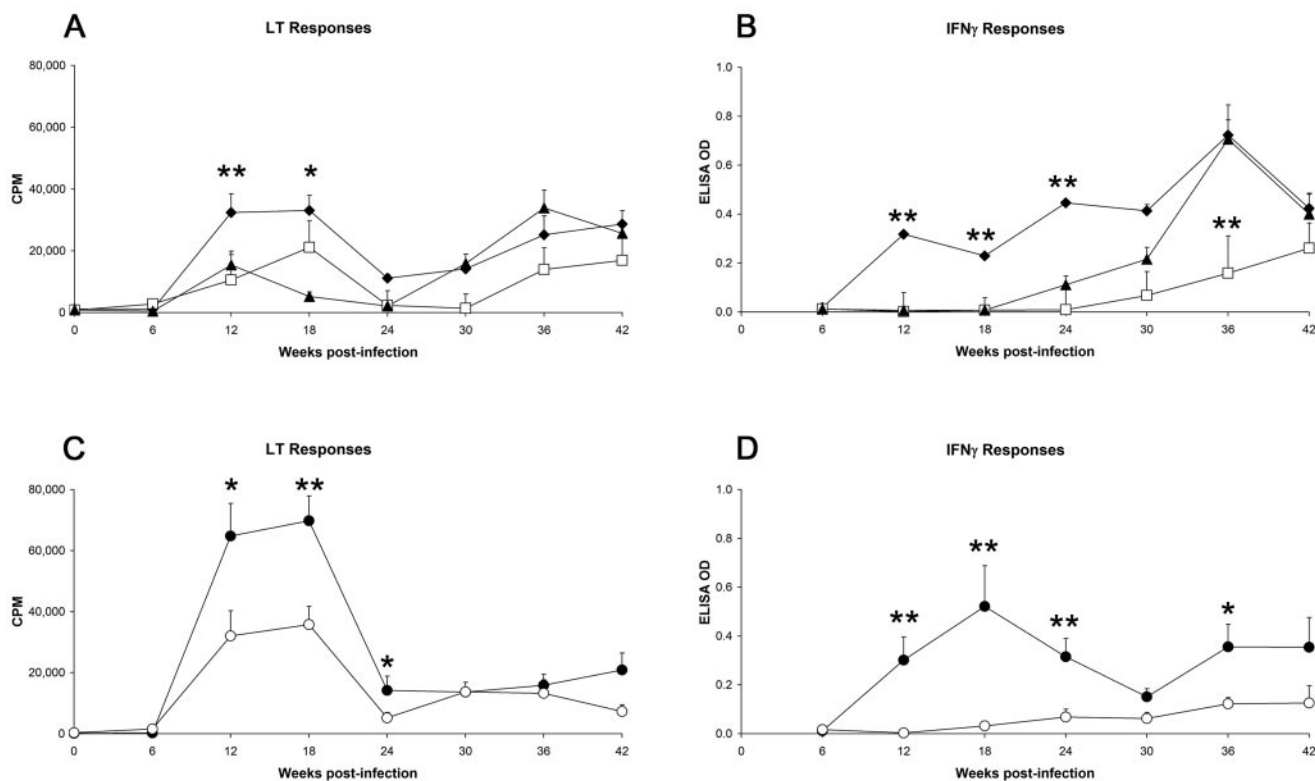 A
LT Responses
CPM
80,000
60,000
40,000
20,000
0
** *
0 6 12 18 24 30 36 42
Weeks post-infection
B
IFNγ Responses
ELISA OD
1.0
0.8
0.6
0.4
0.2
0.0
** ** ** **
0 6 12 18 24 30 36 42
Weeks post-infection
C
LT Responses
CPM
80,000
60,000
40,000
20,000
0
* ** *
0 6 12 18 24 30 36 42
Weeks post-infection
D
IFNγ Responses
ELISA OD
1.0
0.8
0.6
0.4
0.2
0.0
** ** ** *
0 6 12 18 24 30 36 42
Weeks post-infection